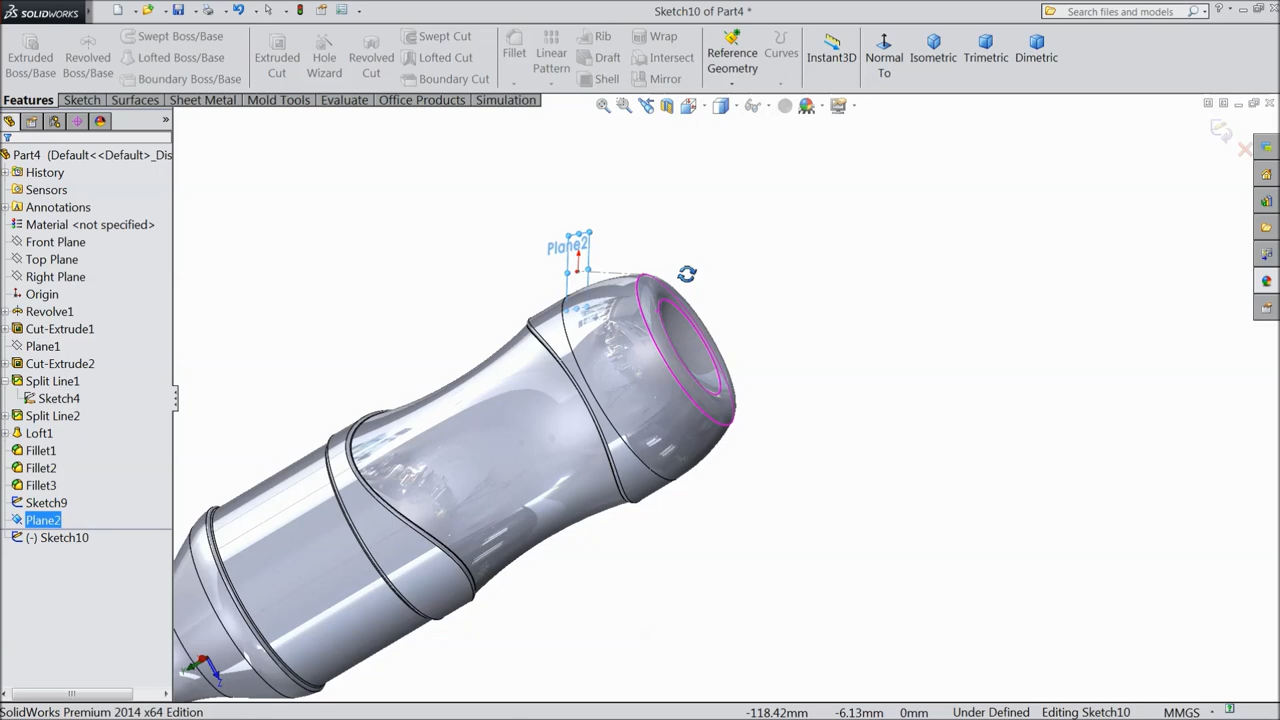 SOLIDWORKS
Sketch10 of Part4 *
Search files and models
Extruded Boss/Base
Revolved Boss/Base
Swept Boss/Base
Lofted Boss/Base
Boundary Boss/Base
Extruded Cut
Hole Wizard
Revolved Cut
Swept Cut
Lofted Cut
Boundary Cut
Fillet
Linear Pattern
Rib
Draft
Shell
Wrap
Intersect
Mirror
Reference Geometry
Curves
Instant3D
Normal To
Isometric
Trimetric
Dimetric
Features
Sketch
Surfaces
Sheet Metal
Mold Tools
Evaluate
Office Products
Simulation
Part4 (Default<<Default>_Dis
History
Sensors
Annotations
Material <not specified>
Front Plane
Top Plane
Right Plane
Origin
Revolve1
Cut-Extrude1
Plane1
Cut-Extrude2
Split Line1
Sketch4
Split Line2
Loft1
Fillet1
Fillet2
Fillet3
Sketch9
Plane2
(-) Sketch10
Plane2
Z
SolidWorks Premium 2014 x64 Edition
-118.42mm
-6.13mm
0mm
Under Defined
Editing Sketch10
MMGS